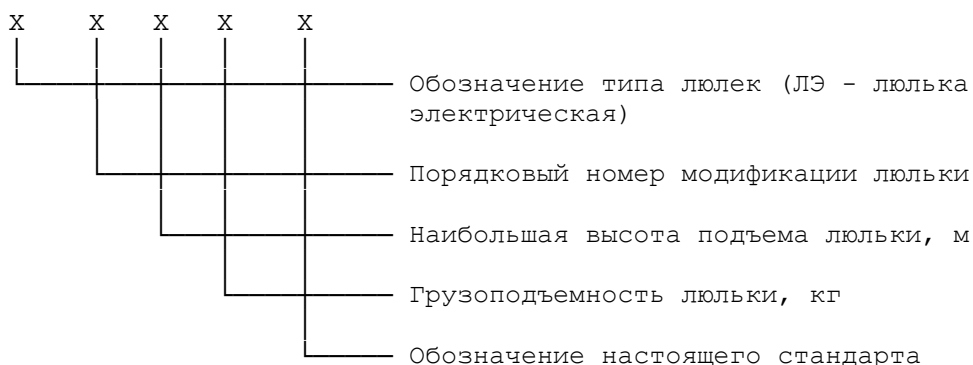 X X X X X
Обозначение типа люлек (ЛЭ - люлька
электрическая)
Порядковый номер модификации люльки
Наибольшая высота подъема люльки, м
Грузоподъемность люльки, кг
Обозначение настоящего стандарта